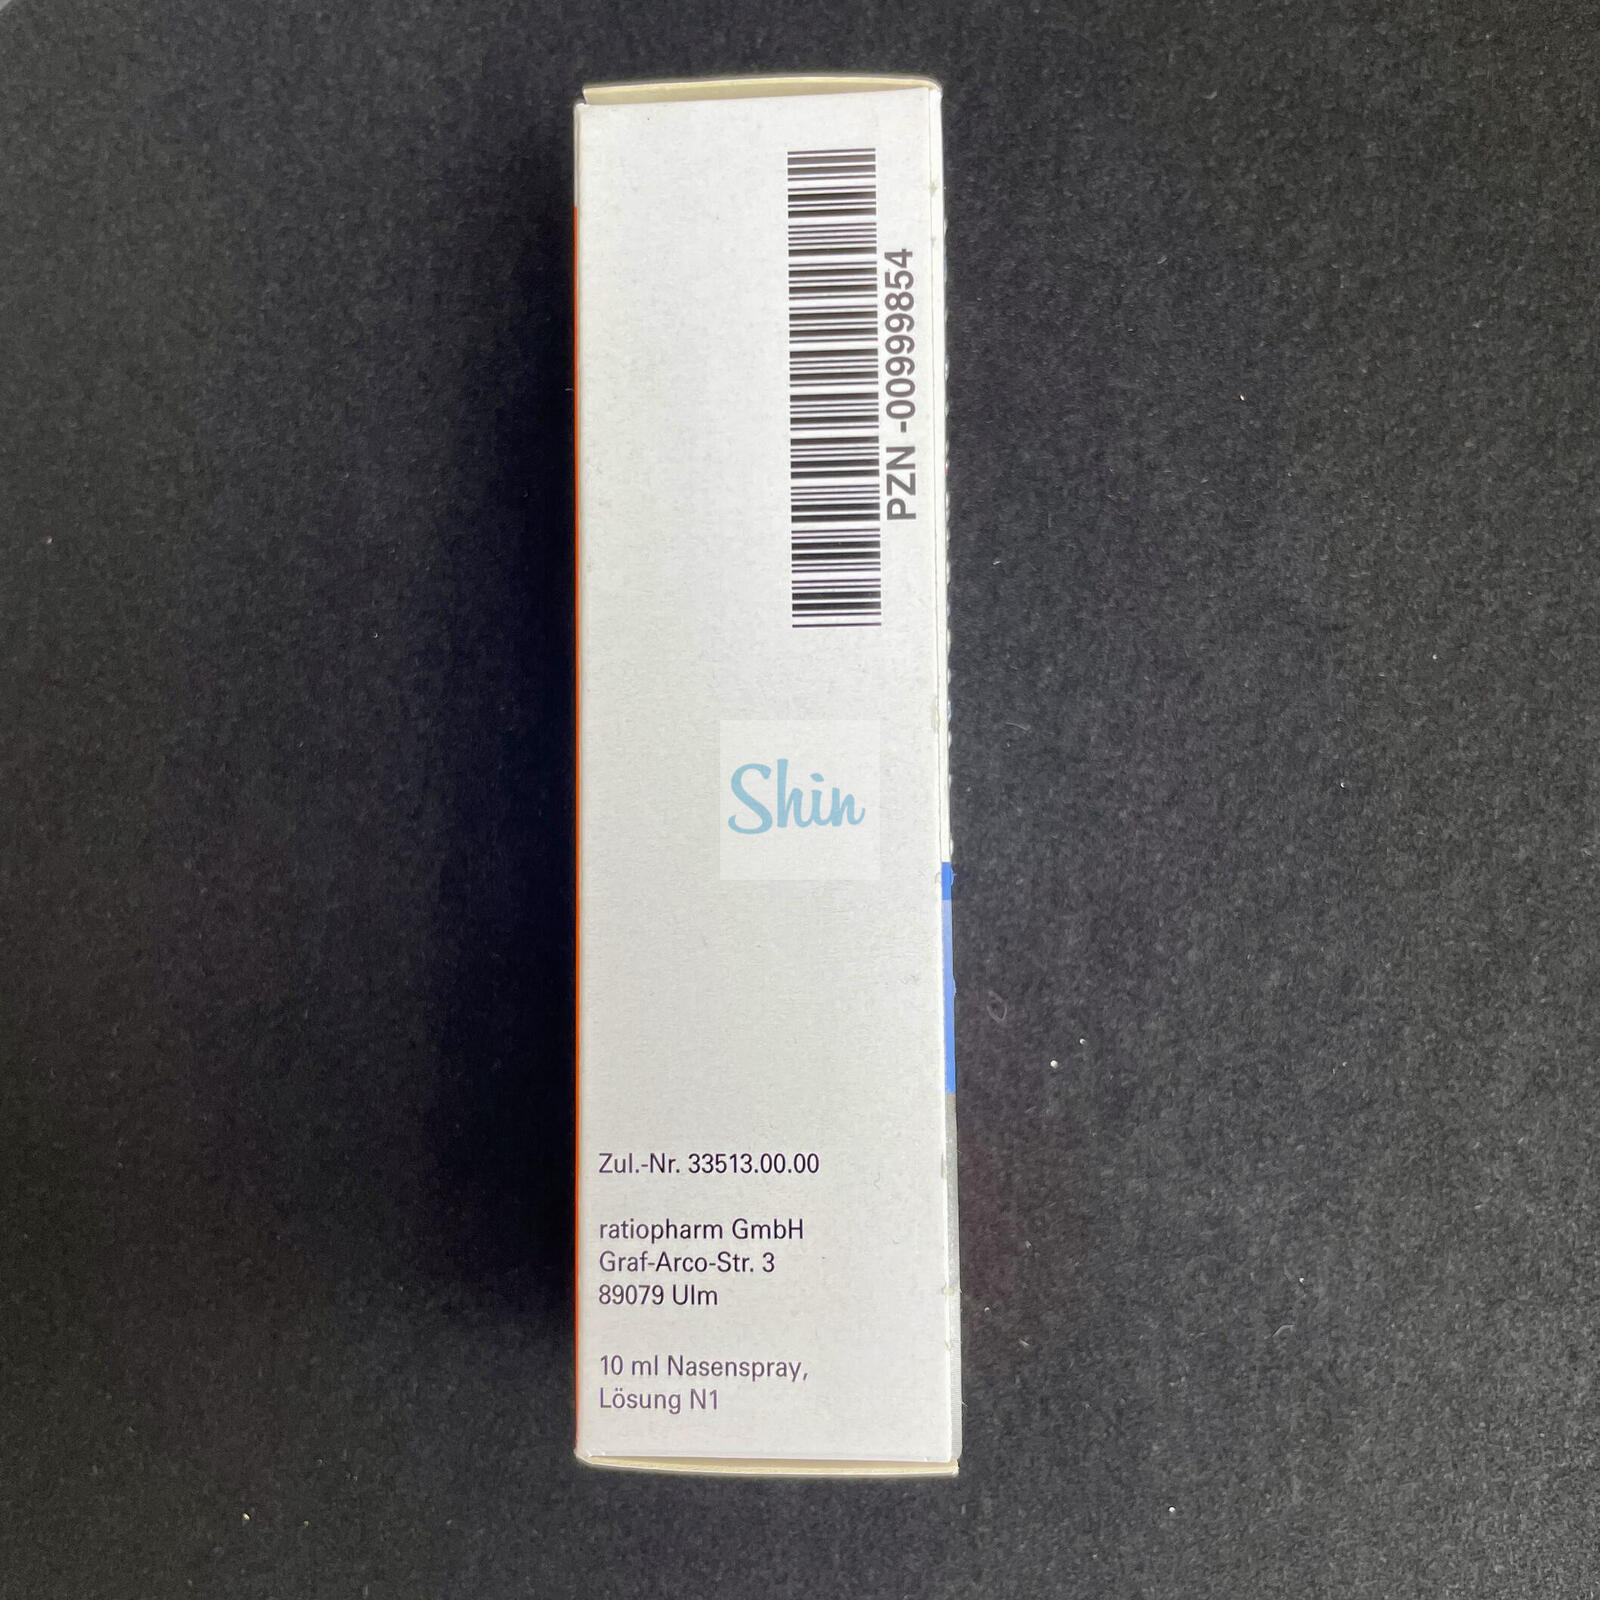 PZN -00999854
Shin
Zul.-Nr. 33513.00.00
ratiopharm GmbH
Graf-Arco-Str. 3
89079 Ulm
10 ml Nasenspray,
Lösung N1